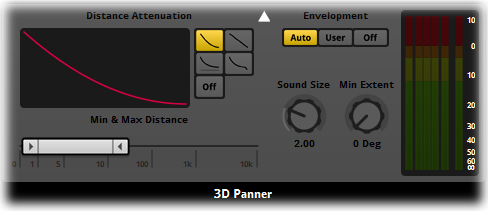 Distance Attenuation
Envelopment
Auto User Off
Off
Sound Size Min Extent
2.00 0 Deg
Min & Max Distance
0 1 5 10 100 1k 10k
10
0
10
20
30
40
50
60
∞
3D Panner